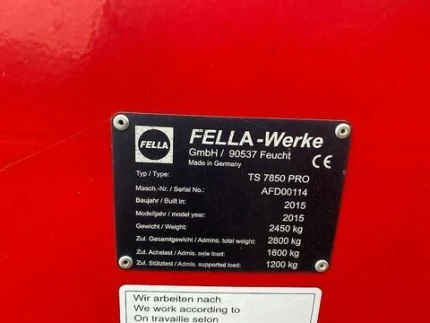 FELLA
FELLA-Werke
GmbH / 90537 Feucht
Made in Germany
CE
Typ / Type: TS 7850 PRO
Masch.-Nr. / Serial No.: AFD00114
Baujahr / Built in: 2015
Modelljahr / model year: 2015
Gewicht / Weight: 2450 kg
Zul. Gesamtgewicht / Admiss. total weight: 2800 kg
Zul. Achslast / Admis. axle load: 1600 kg
Zul. Stützlast / Admis. supported load: 1200 kg
Wir arbeiten nach
We work according to
On travaille selon